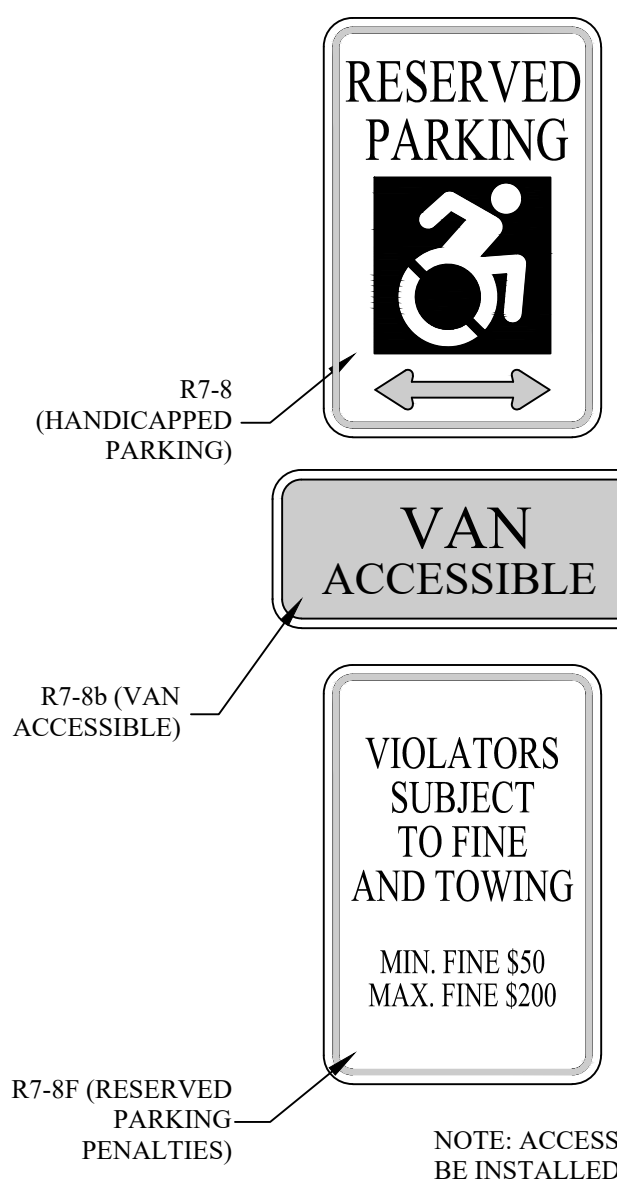 RESERVED
PARKING
R7-8
(HANDICAPPED
PARKING)
VAN
ACCESSIBLE
R7-8b (VAN
ACCESSIBLE)
VIOLATORS
SUBJECT
TO FINE
AND TOWING
MIN. FINE $50
MAX. FINE $200
R7-8F (RESERVED
PARKING
PENALTIES)
NOTE: ACCESS
BE INSTALLED